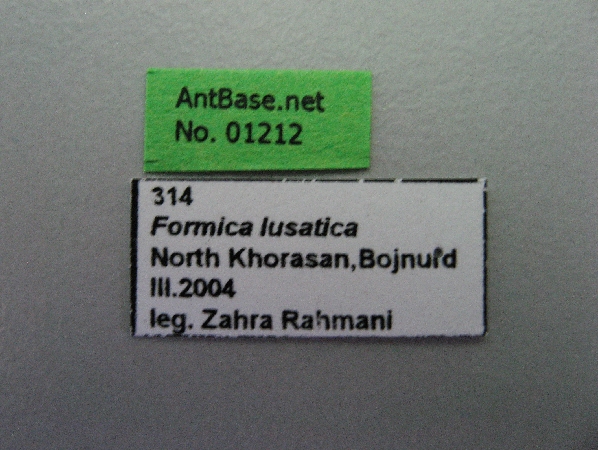 AntBase.net
No. 01212
314
Formica lusatica
North Khorasan,Bojnurd
III.2004
leg. Zahra Rahmani